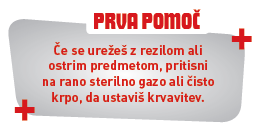 PRVA POMOČ
Če se urežeš z rezilom ali
ostrim predmetom, pritisni
na rano sterilno gazo ali čisto
krpo, da ustaviš krvavitev.